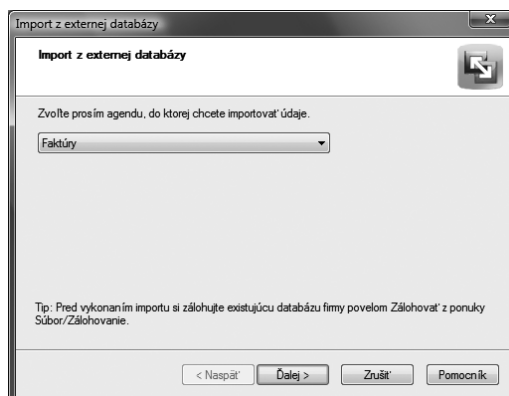 Import z externej databázy
Import z externej databázy
Zvoľte prosím agendu, do ktorej chcete importovať údaje.
Faktúry
Tip: Pred vykonaním importu si zálohujte existujúcu databázu firmy povelom Zálohovať z ponuky
Súbor/Zálohovanie.
< Naspäť Ďalej > Zrušiť Pomocník